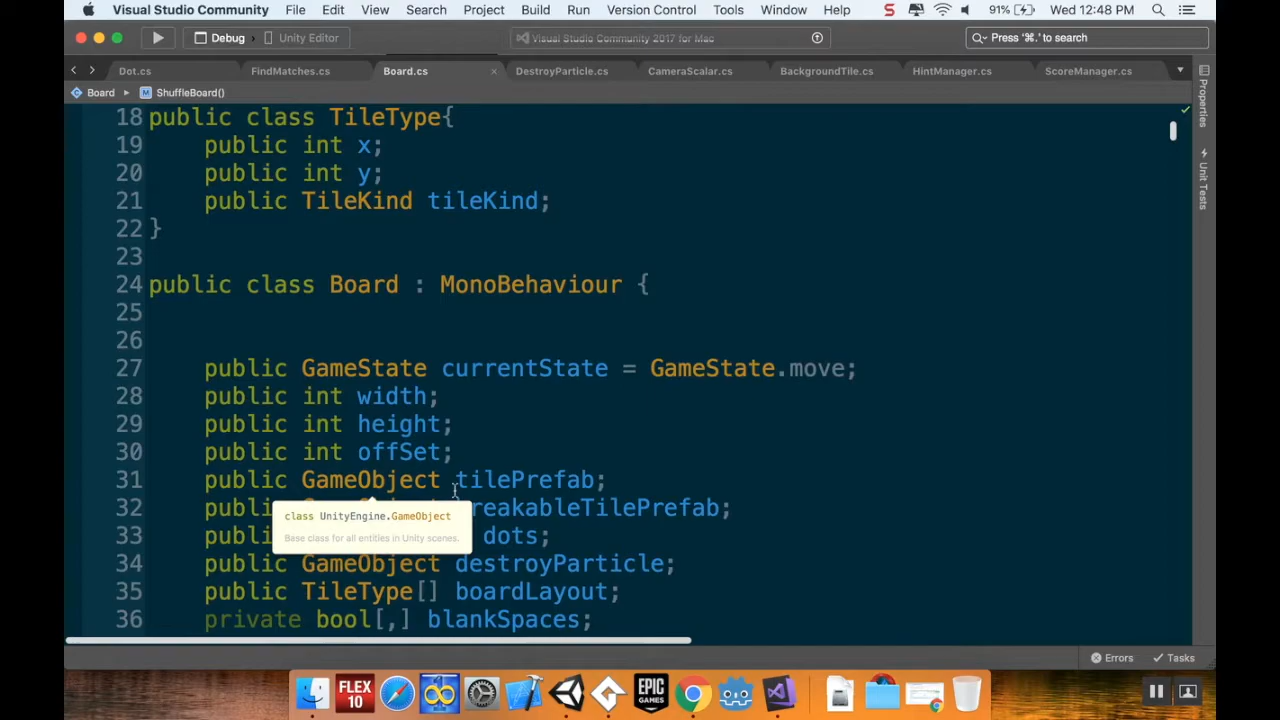 Visual Studio Community File Edit View Search Project Build Run Version Control Tools Window Help S 91% Wed 12:48 PM
Debug Unity Editor Visual Studio Community 2017 for Mac Press '⌘.' to search
Dot.cs FindMatches.cs Board.cs DestroyParticle.cs CameraScalar.cs BackgroundTile.cs HintManager.cs ScoreManager.cs
Board ShuffleBoard()
18 public class TileType{
19 public int x;
20 public int y;
21 public TileKind tileKind;
22 }
23
24 public class Board : MonoBehaviour {
25
26
27 public GameState currentState = GameState.move;
28 public int width;
29 public int height;
30 public int offSet;
31 public GameObject tilePrefab;
32 reakableTilePrefab;
33 dots;
class UnityEngine.GameObject
Base class for all entities in Unity scenes.
34 public GameObject destroyParticle;
35 public TileType[] boardLayout;
36 private bool[,] blankSpaces;
Properties
Unit Tests
Errors Tasks
FLEX
10
EPIC
GAMES